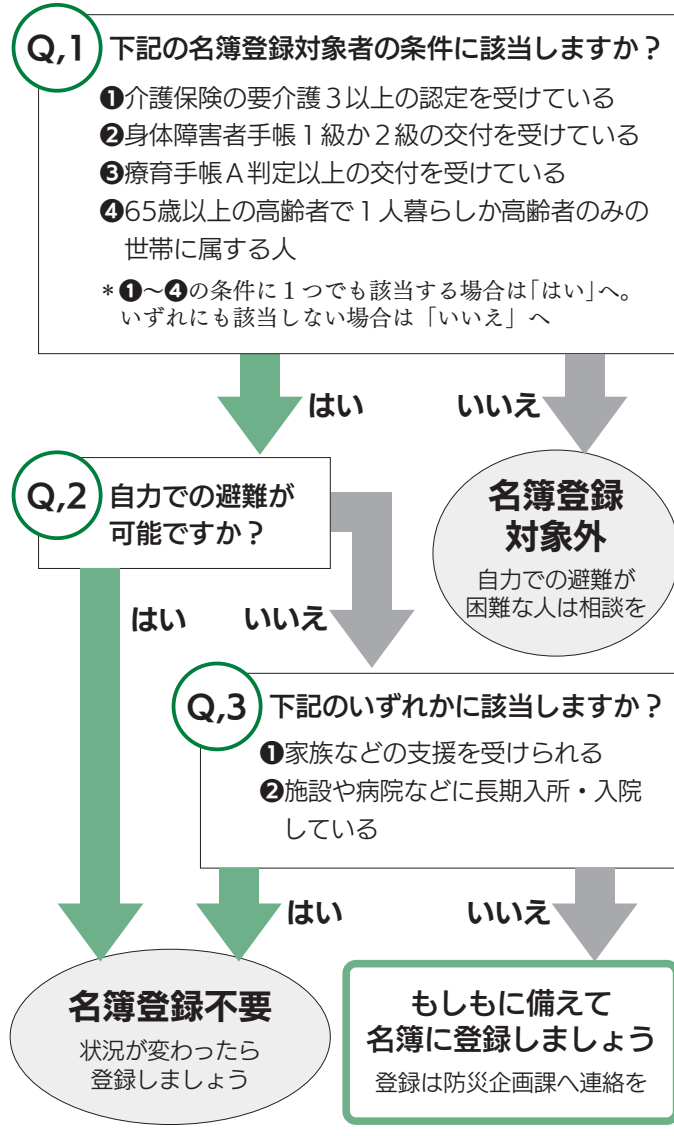 Q,1 下記の名簿登録対象者の条件に該当しますか？
❶介護保険の要介護３以上の認定を受けている
❷身体障害者手帳１級か２級の交付を受けている
❸療育手帳Ａ判定以上の交付を受けている
❹65歳以上の高齢者で１人暮らしか高齢者のみの
世帯に属する人
＊❶～❹の条件に１つでも該当する場合は「はい」へ。
いずれにも該当しない場合は「いいえ」へ
はい
いいえ
Q,2 自力での避難が
可能ですか？
名簿登録
対象外
自力での避難が
困難な人は相談を
はい
いいえ
Q,3 下記のいずれかに該当しますか？
❶家族などの支援を受けられる
❷施設や病院などに長期入所・入院
している
はい
いいえ
名簿登録不要
状況が変わったら
登録しましょう
もしもに備えて
名簿に登録しましょう
登録は防災企画課へ連絡を